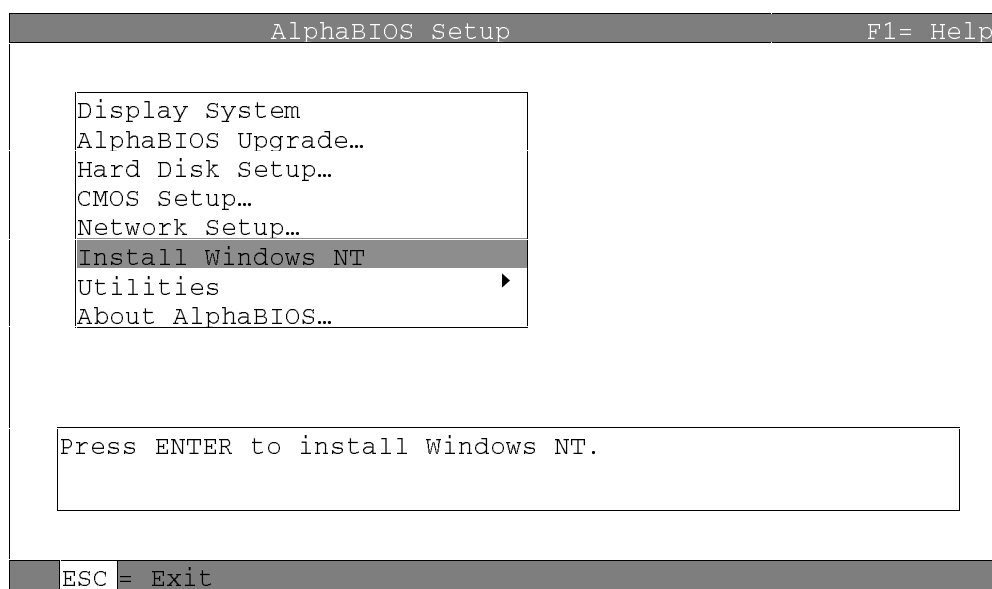 AlphaBIOS Setup F1= Help
Display System
AlphaBIOS Upgrade…
Hard Disk Setup…
CMOS Setup…
Network Setup…
Install Windows NT
Utilities
About AlphaBIOS…
Press ENTER to install Windows NT.
ESC = Exit